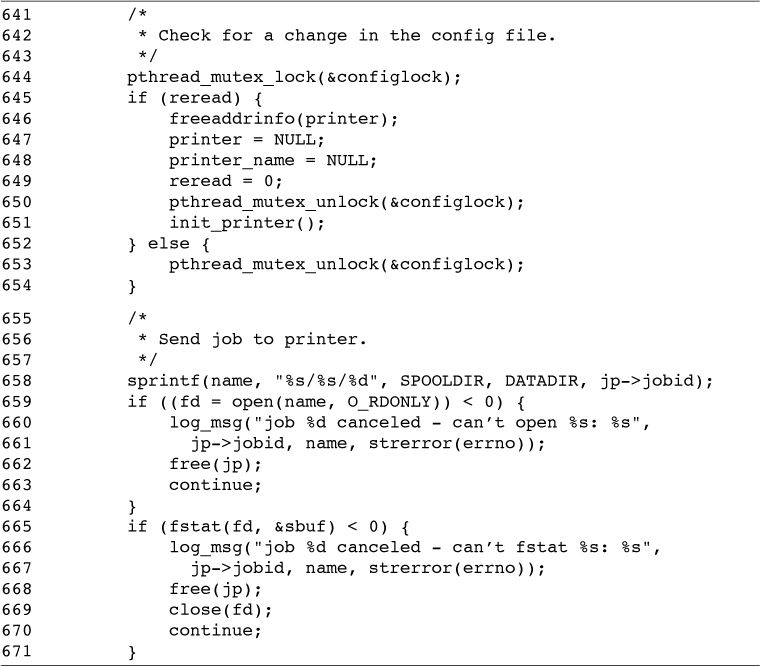 641 /*
642 * Check for a change in the config file.
643 */
644 pthread_mutex_lock(&configlock);
645 if (reread) {
646 freeaddrinfo(printer);
647 printer = NULL;
648 printer_name = NULL;
649 reread = 0;
650 pthread_mutex_unlock(&configlock);
651 init_printer();
652 } else {
653 pthread_mutex_unlock(&configlock);
654 }
655 /*
656 * Send job to printer.
657 */
658 sprintf(name, "%s/%s/%d", SPOOLDIR, DATADIR, jp->jobid);
659 if ((fd = open(name, O_RDONLY)) < 0) {
660 log_msg("job %d canceled - can’t open %s: %s",
661 jp->jobid, name, strerror(errno));
662 free(jp);
663 continue;
664 }
665 if (fstat(fd, &sbuf) < 0) {
666 log_msg("job %d canceled - can’t fstat %s: %s",
667 jp->jobid, name, strerror(errno));
668 free(jp);
669 close(fd);
670 continue;
671 }